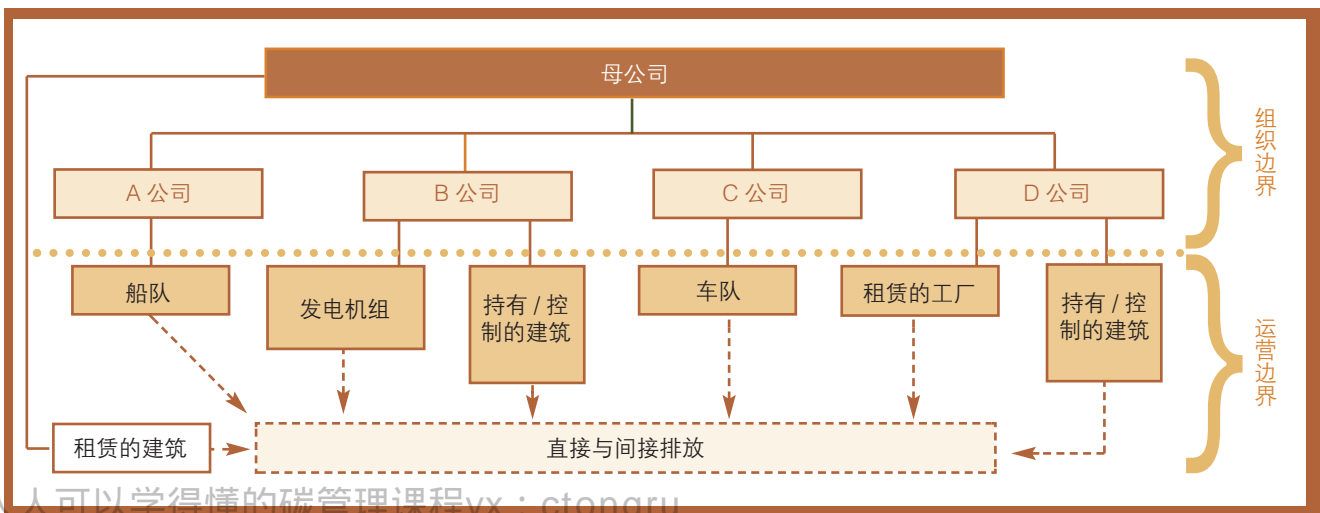 母公司
组织边界
A 公司
B 公司
C 公司
D 公司
船队
发电机组
持有 / 控
制的建筑
车队
租赁的工厂
持有 / 控
制的建筑
运营边界
租赁的建筑
直接与间接排放
人可以学得懂的碳管理课程vx：ctongru